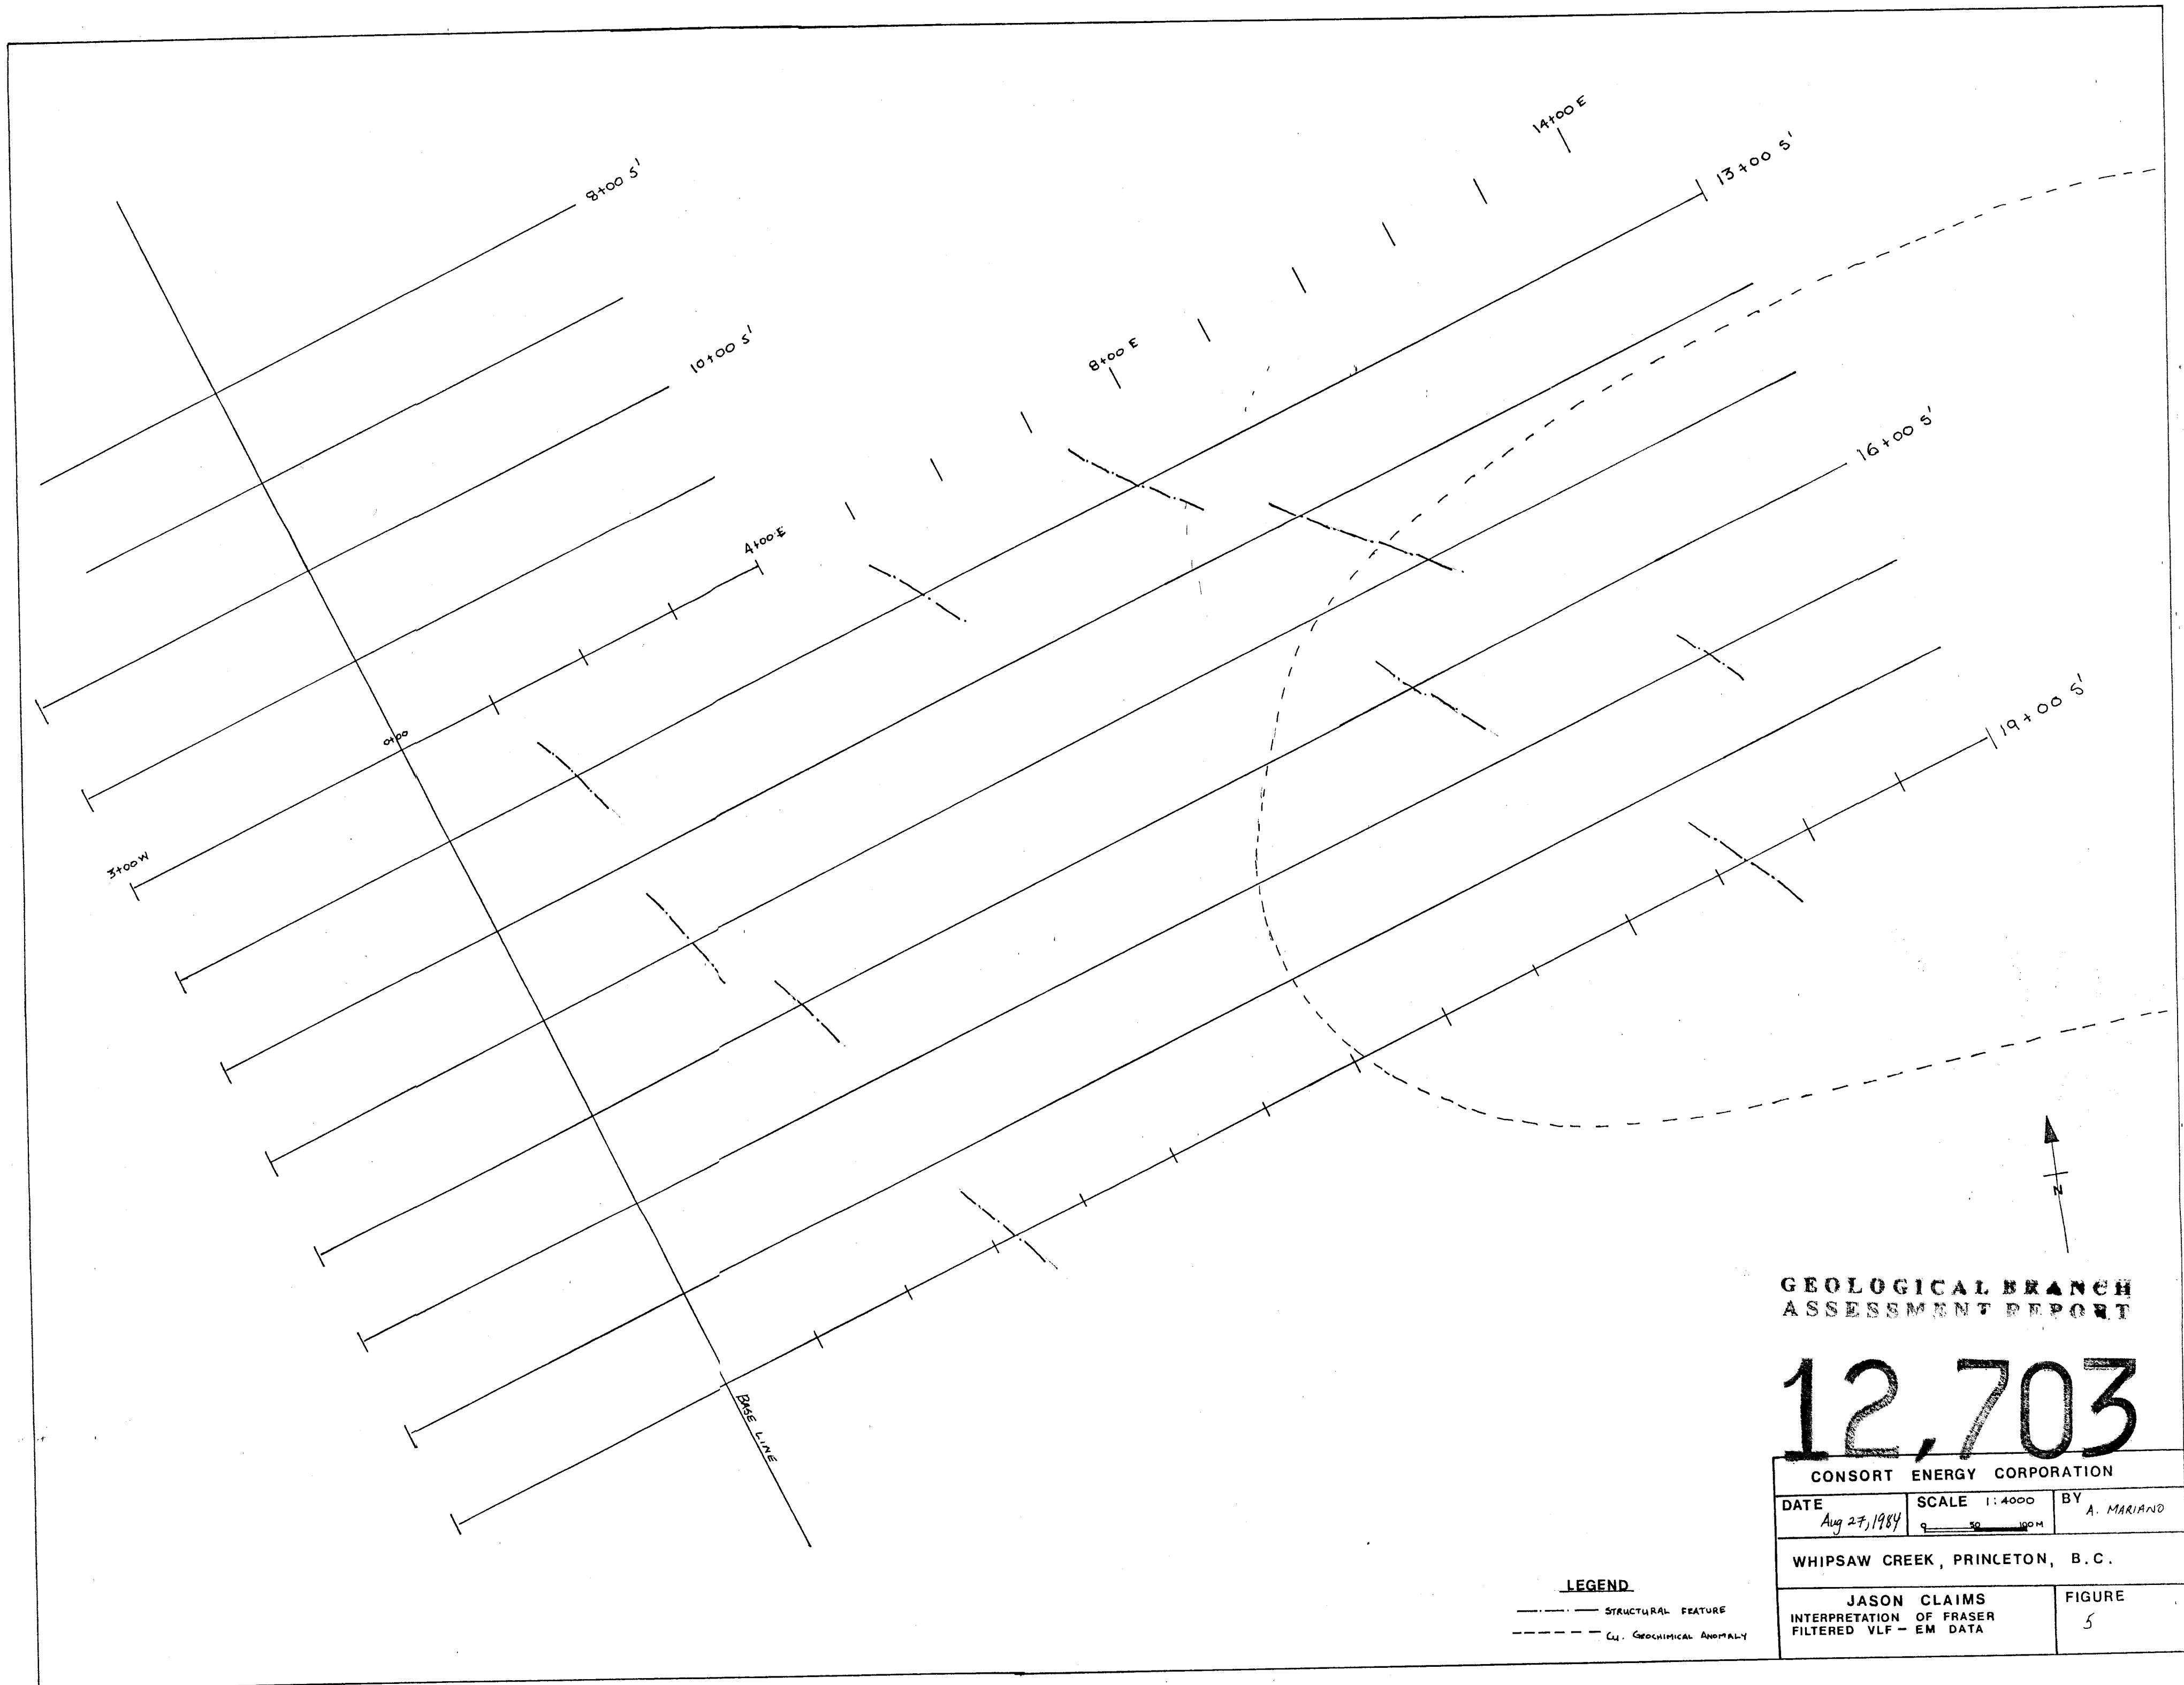 14+00 E
13+00 S'
8+00 S'
10+00 S'
8+00 E
16+00 S'
4+00 E
19+00 S'
0+00
3+00 W
N
BASE LINE
GEOLOGICAL BRANCH
ASSESSMENT REPORT
12,703
CONSORT ENERGY CORPORATION
DATE Aug 27, 1984
SCALE 1:4000
0 50 100 M
BY A. MARIANO
WHIPSAW CREEK, PRINCETON, B.C.
JASON CLAIMS
INTERPRETATION OF FRASER
FILTERED VLF - EM DATA
FIGURE
5
LEGEND
STRUCTURAL FEATURE
Cu. GEOCHIMICAL ANOMALY